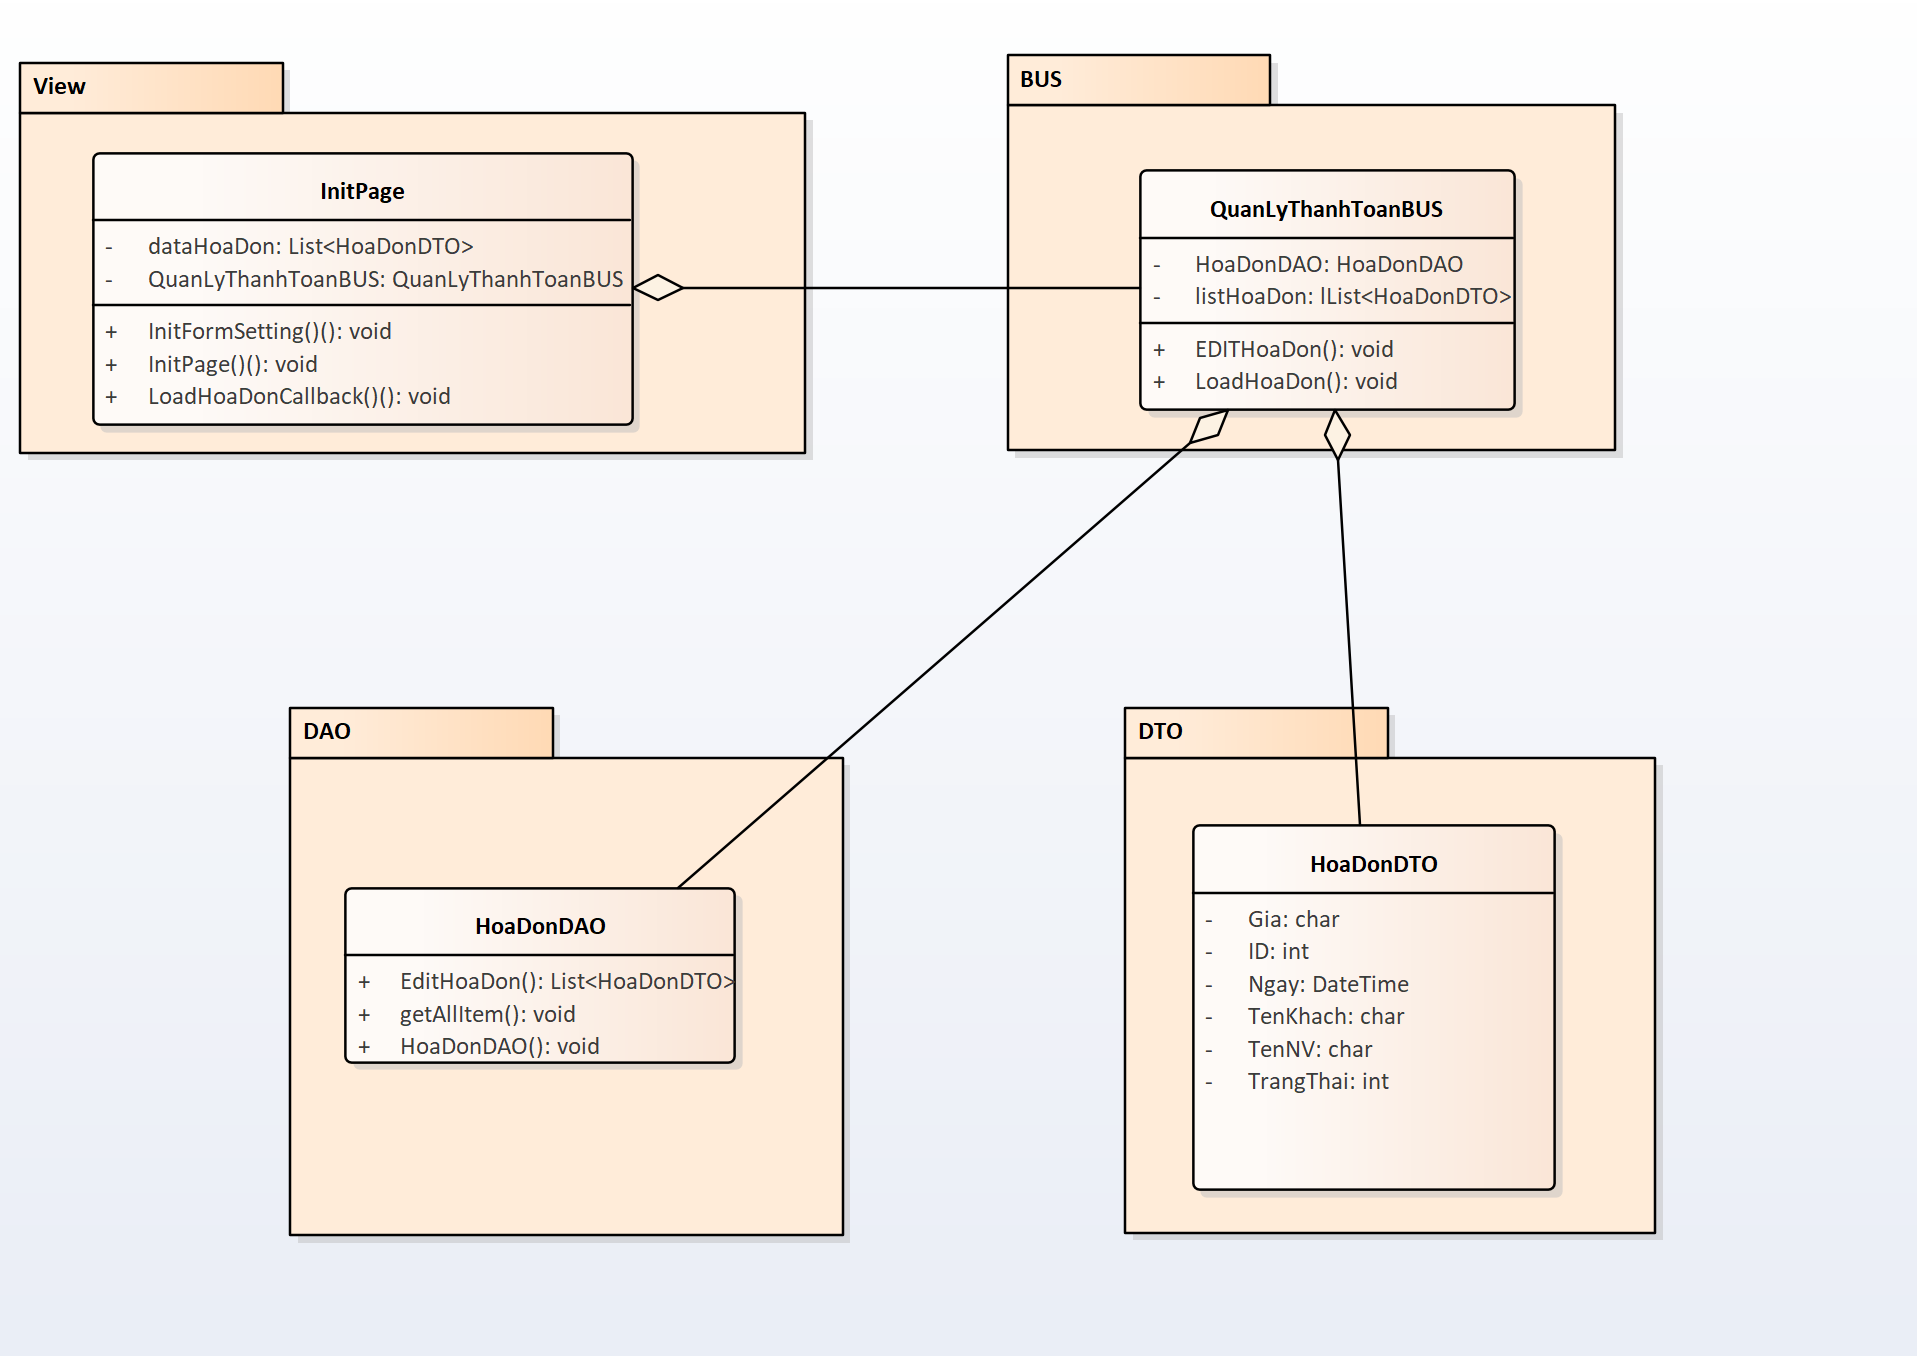 View
InitPage
- dataHoaDon: List<HoaDonDTO>
- QuanLyThanhToanBUS: QuanLyThanhToanBUS
+ InitFormSetting()(): void
+ InitPage()(): void
+ LoadHoaDonCallback()(): void
BUS
QuanLyThanhToanBUS
- HoaDonDAO: HoaDonDAO
- listHoaDon: lList<HoaDonDTO>
+ EDITHoaDon(): void
+ LoadHoaDon(): void
DAO
HoaDonDAO
+ EditHoaDon(): List<HoaDonDTO>
+ getAllItem(): void
+ HoaDonDAO(): void
DTO
HoaDonDTO
- Gia: char
- ID: int
- Ngay: DateTime
- TenKhach: char
- TenNV: char
- TrangThai: int